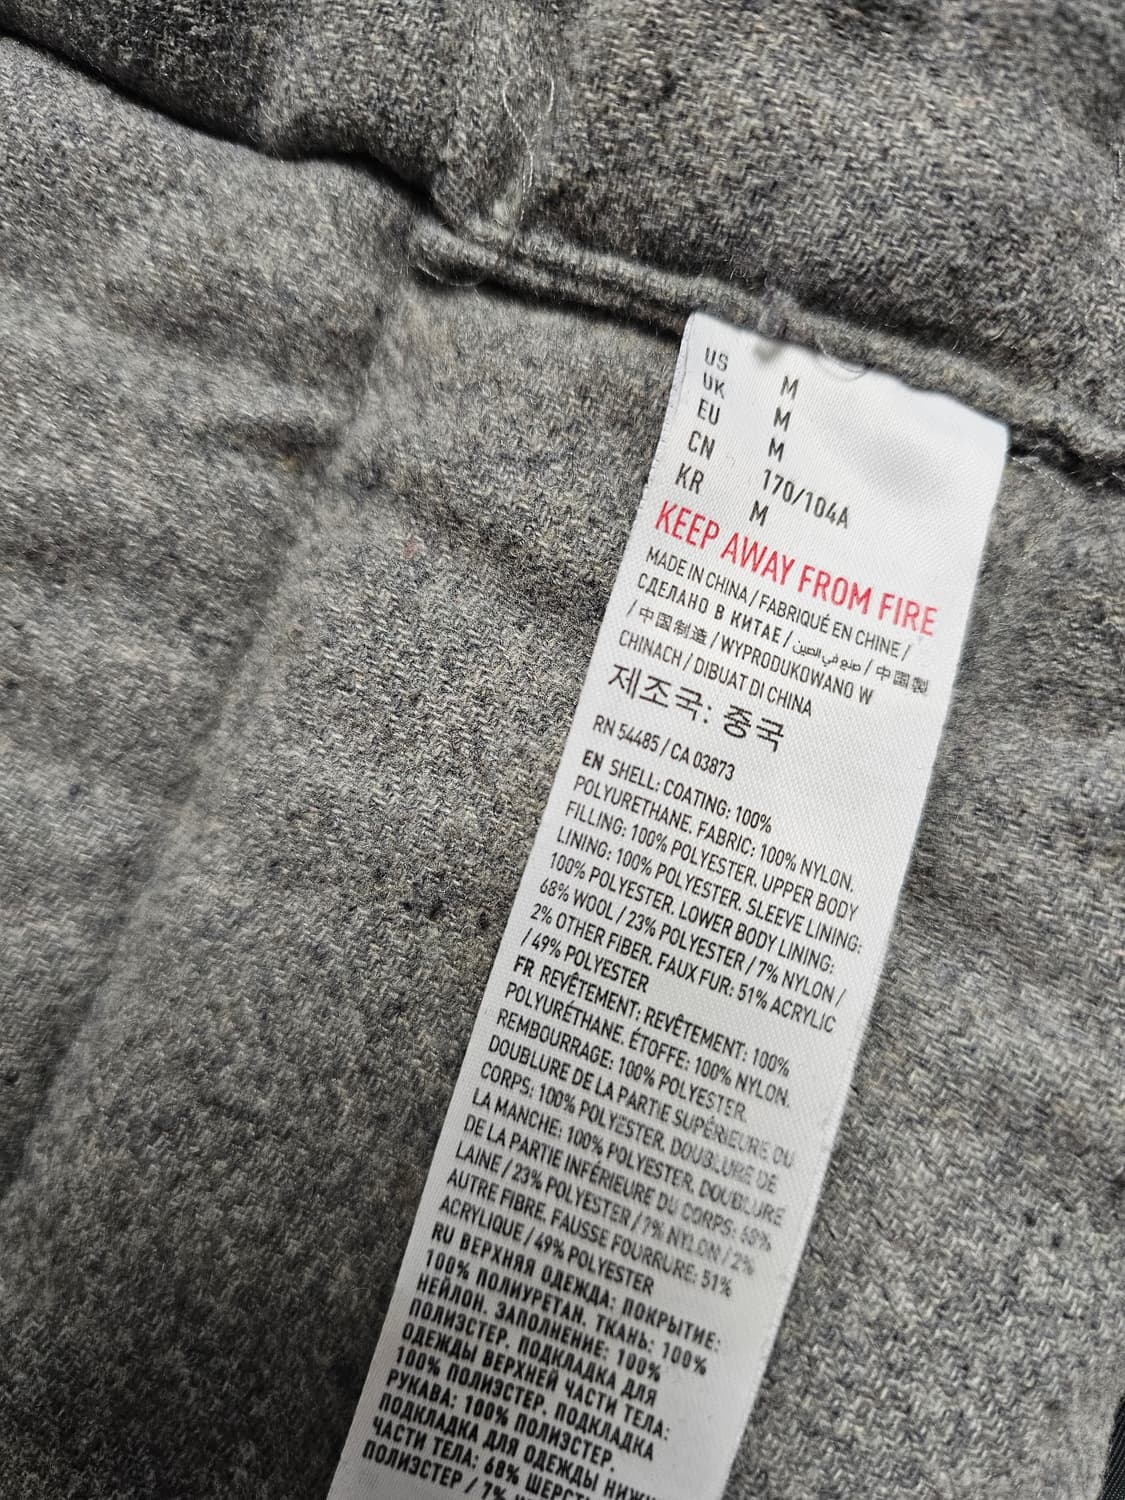 US M
UK M
EU M
CN 170/104A
KR M
KEEP AWAY FROM FIRE
MADE IN CHINA / FABRIQUÉ EN CHINE /
СДЕЛАНО В КИТАЕ / صنع في الصين / 中國製
/ 中国制造 / WYPRODUKOWANO W
CHINACH / DIBUAT DI CHINA
제조국: 중국
RN 54485 / CA 03873
EN SHELL: COATING: 100%
POLYURETHANE. FABRIC: 100% NYLON.
FILLING: 100% POLYESTER. UPPER BODY
LINING: 100% POLYESTER. SLEEVE LINING:
100% POLYESTER. LOWER BODY LINING:
68% WOOL / 23% POLYESTER / 7% NYLON /
2% OTHER FIBER. FAUX FUR: 51% ACRYLIC
/ 49% POLYESTER
FR REVÊTEMENT: REVÊTEMENT: 100%
POLYURÉTHANE. ÉTOFFE: 100% NYLON.
REMBOURRAGE: 100% POLYESTER.
DOUBLURE DE LA PARTIE SUPÉRIEURE DU
CORPS: 100% POLYESTER. DOUBLURE DE
LA MANCHE: 100% POLYESTER. DOUBLURE
DE LA PARTIE INFÉRIEURE DU CORPS: 68%
LAINE / 23% POLYESTER / 7% NYLON / 2%
AUTRE FIBRE. FAUSSE FOURRURE: 51%
ACRYLIQUE / 49% POLYESTER
RU ВЕРХНЯЯ ОДЕЖДА: ПОКРЫТИЕ:
100% ПОЛИУРЕТАН. ТКАНЬ: 100%
НЕЙЛОН. ЗАПОЛНЕНИЕ: 100%
ПОЛИЭСТЕР. ПОДКЛАДКА ДЛЯ
ОДЕЖДЫ ВЕРХНЕЙ ЧАСТИ ТЕЛА:
100% ПОЛИЭСТЕР. ПОДКЛАДКА
РУКАВА: 100% ПОЛИЭСТЕР.
ПОДКЛАДКА ДЛЯ ОДЕЖДЫ
ЧАСТИ ТЕЛА: 68%
ПОЛИЭСТЕР / 7%